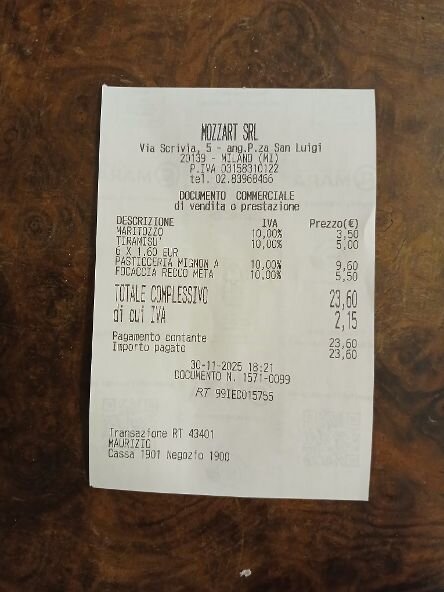 MOZZART SRL
Via Scrivia, 5 - ang.P.za San Luigi
20139 - MILANO (MI)
P.IVA 03158310122
tel. 02.83968466
DOCUMENTO COMMERCIALE
di vendita o prestazione
DESCRIZIONE IVA Prezzo(€)
MARITOZZO 10,00% 3,50
TIRAMISU' 10,00% 5,00
6 X 1.60 EUR
PASTICCERIA MIGNON A 10,00% 9,60
FOCACCIA RECCO META 10,00% 5,50
TOTALE COMPLESSIVO 23,60
di cui IVA 2,15
Pagamento contante 23,60
Importo pagato 23,60
30-11-2025 18:21
DOCUMENTO N. 1571-0099
RT 99IEC015755
Transazione RT 43401
MAURIZIO
Cassa 1901 Negozio 1900